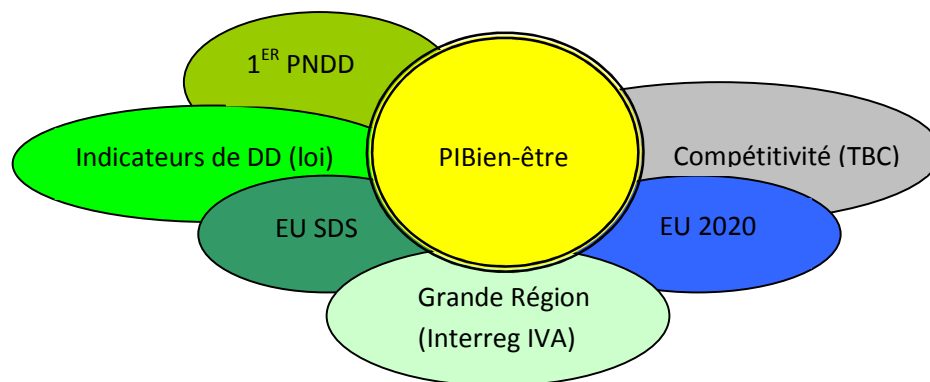 1ER PNDD
Indicateurs de DD (loi)
PIBien-être
Compétitivité (TBC)
EU SDS
EU 2020
Grande Région
(Interreg IVA)